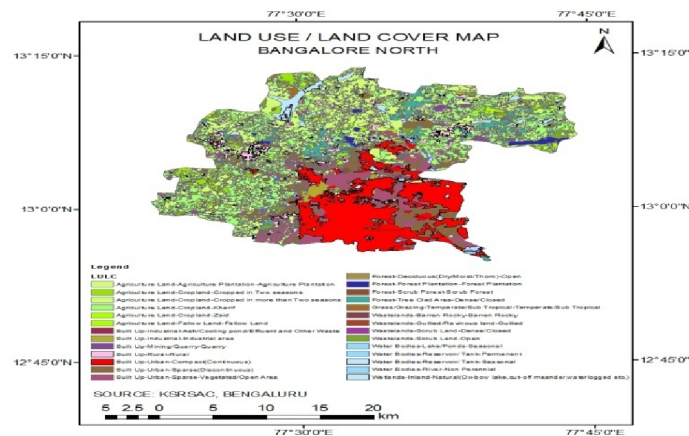 77°30'0"E 77°45'0"E
LAND USE / LAND COVER MAP
BANGALORE NORTH
N
13°15'0"N 13°15'0"N
13°0'0"N 13°0'0"N
12°45'0"N 12°45'0"N
Legend
LULC
Agriculture Land-Agriculture Plantation-Agriculture Plantation
Agriculture Land-Cropland-Cropped in Two seasons
Agriculture Land-Cropland-Cropped in more than Two seasons
Agriculture Land-Cropland-Kharif
Agriculture Land-Cropland-Zaid
Agriculture Land-Fallow Land-Fallow Land
Built Up-Industrial-Ash/Cooling pond/Effluent and Other Waste
Built Up-Industrial-Industrial area
Built Up-Mining/Quarry-Quarry
Built Up-Rural-Rural
Built Up-Urban-Compact(Continuous)
Built Up-Urban-Sparse(Discontinuous)
Built Up-Urban-Sparse-Vegetated/Open Area
Forest-Deciduous(Dry/Moist/Thorn)-Open
Forest-Forest Plantation-Forest Plantation
Forest-Scrub Forest-Scrub Forest
Forest-Tree Clad Area-Dense/Closed
Grass/Grazing-Temperate/Sub Tropical-Temperate/Sub Tropical
Wastelands-Barren Rocky-Barren Rocky
Wastelands-Gullied/Ravinous land-Gullied
Wastelands-Scrub Land-Dense/Closed
Wastelands-Scrub Land-Open
Water Bodies-Lake/Ponds-Seasonal
Water Bodies-Reservoir/ Tanks-Permanent
Water Bodies-Reservoir/ Tanks-Seasonal
Water Bodies-River-Non Perennial
Wetlands-Inland-Natural(Ox-bow lake,cut-off meander,waterlogged etc.)
SOURCE: KSRSAC, BENGALURU
5 2.5 0 5 10 15 20
km
77°30'0"E 77°45'0"E